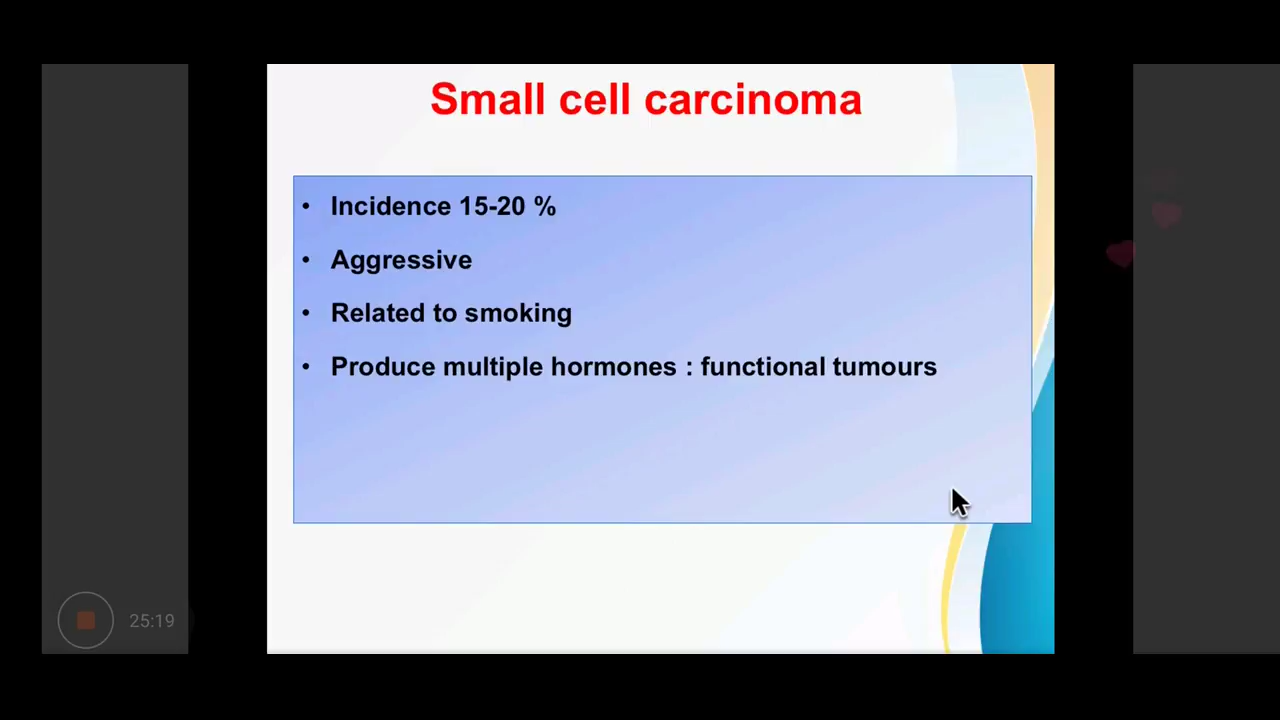 Small cell carcinoma
• Incidence 15-20 %
• Aggressive
• Related to smoking
• Produce multiple hormones : functional tumours
25:19